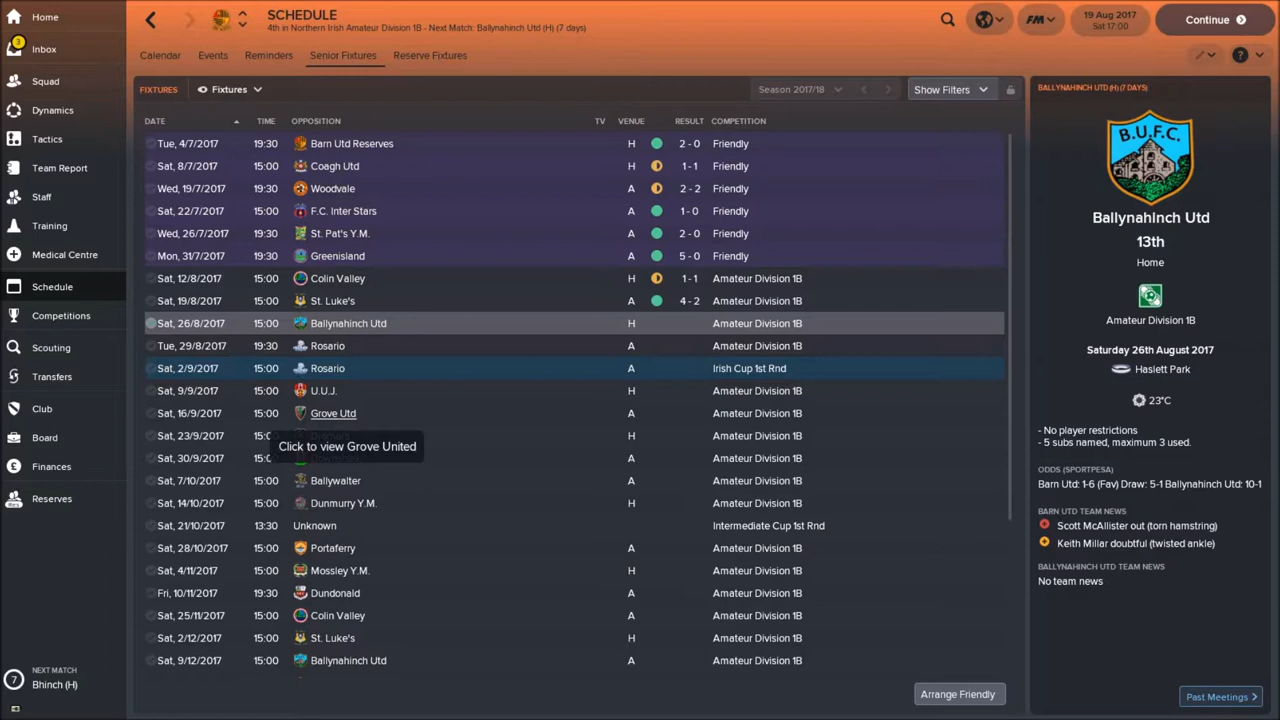 Home
3
Inbox
Squad
Dynamics
Tactics
Team Report
Staff
Training
Medical Centre
Schedule
Competitions
Scouting
Transfers
Club
Board
Finances
Reserves
NEXT MATCH
7 Bhinch (H)
SCHEDULE
4th in Northern Irish Amateur Division 1B - Next Match: Ballynahinch Utd (H) (7 days)
FM
19 Aug 2017
Sat 17:00
Continue
Calendar Events Reminders Senior Fixtures Reserve Fixtures
FIXTURES Fixtures Season 2017/18 Show Filters
DATE TIME OPPOSITION TV VENUE RESULT COMPETITION
Tue, 4/7/2017 19:30 Barn Utd Reserves H 2 - 0 Friendly
Sat, 8/7/2017 15:00 Coagh Utd H 1-1 Friendly
Wed, 19/7/2017 19:30 Woodvale A 2 - 2 Friendly
Sat, 22/7/2017 15:00 F.C. Inter Stars A 1 - 0 Friendly
Wed, 26/7/2017 19:30 St. Pat's Y.M. A 2 - 0 Friendly
Mon, 31/7/2017 19:30 Greenisland A 5 - 0 Friendly
Sat, 12/8/2017 15:00 Colin Valley H 1-1 Amateur Division 1B
Sat, 19/8/2017 15:00 St. Luke's A 4 - 2 Amateur Division 1B
Sat, 26/8/2017 15:00 Ballynahinch Utd H Amateur Division 1B
Tue, 29/8/2017 19:30 Rosario A Amateur Division 1B
Sat, 2/9/2017 15:00 Rosario A Irish Cup 1st Rnd
Sat, 9/9/2017 15:00 U.U.J. H Amateur Division 1B
Sat, 16/9/2017 15:00 Grove Utd A Amateur Division 1B
Sat, 23/9/2017 H Amateur Division 1B
Click to view Grove United
Sat, 30/9/2017 A Amateur Division 1B
Sat, 7/10/2017 15:00 Ballywalter A Amateur Division 1B
Sat, 14/10/2017 15:00 Dunmurry Y.M. H Amateur Division 1B
Sat, 21/10/2017 13:30 Unknown Intermediate Cup 1st Rnd
Sat, 28/10/2017 15:00 Portaferry A Amateur Division 1B
Sat, 4/11/2017 15:00 Mossley Y.M. A Amateur Division 1B
Fri, 10/11/2017 19:30 Dundonald A Amateur Division 1B
Sat, 25/11/2017 15:00 Colin Valley A Amateur Division 1B
Sat, 2/12/2017 15:00 St. Luke's H Amateur Division 1B
Sat, 9/12/2017 15:00 Ballynahinch Utd A Amateur Division 1B
Arrange Friendly
BALLYNAHINCH UTD (H) (7 DAYS)
B.U.F.C.
Ballynahinch Utd
13th
Home
Amateur Division 1B
Saturday 26th August 2017
Haslett Park
23°C
- No player restrictions
- 5 subs named, maximum 3 used.
ODDS (SPORTPESA)
Barn Utd: 1-6 (Fav) Draw: 5-1 Ballynahinch Utd: 10-1
BARN UTD TEAM NEWS
Scott McAllister out (torn hamstring)
Keith Millar doubtful (twisted ankle)
BALLYNAHINCH UTD TEAM NEWS
No team news
Past Meetings